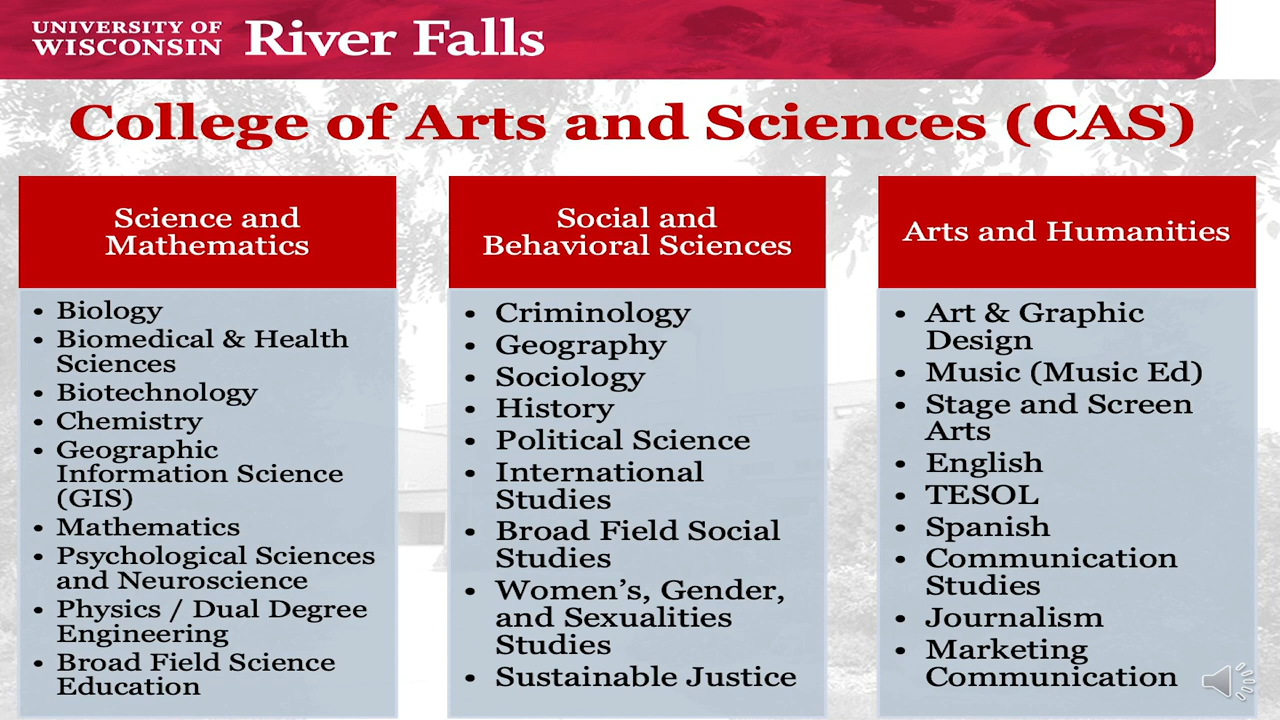 UNIVERSITY OF
WISCONSIN
River Falls
College of Arts and Sciences (CAS)
Science and
Mathematics
• Biology
• Biomedical & Health
Sciences
• Biotechnology
• Chemistry
• Geographic
Information Science
(GIS)
• Mathematics
• Psychological Sciences
and Neuroscience
• Physics / Dual Degree
Engineering
• Broad Field Science
Education
Social and
Behavioral Sciences
• Criminology
• Geography
• Sociology
• History
• Political Science
• International
Studies
• Broad Field Social
Studies
• Women’s, Gender,
and Sexualities
Studies
• Sustainable Justice
Arts and Humanities
• Art & Graphic
Design
• Music (Music Ed)
• Stage and Screen
Arts
• English
• TESOL
• Spanish
• Communication
Studies
• Journalism
• Marketing
Communication